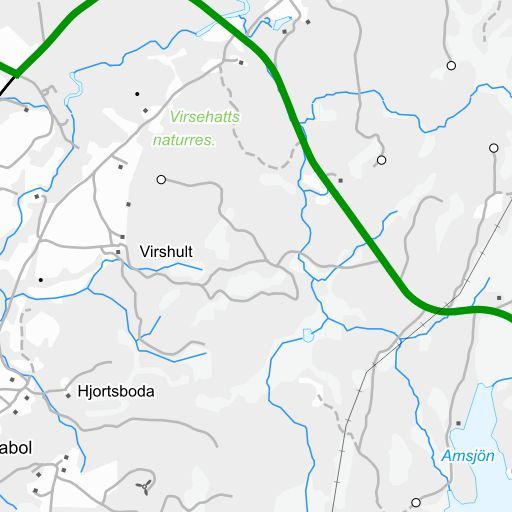 Virsehatts
naturres.
Virshult
Hjortsboda
abol
Amsjön